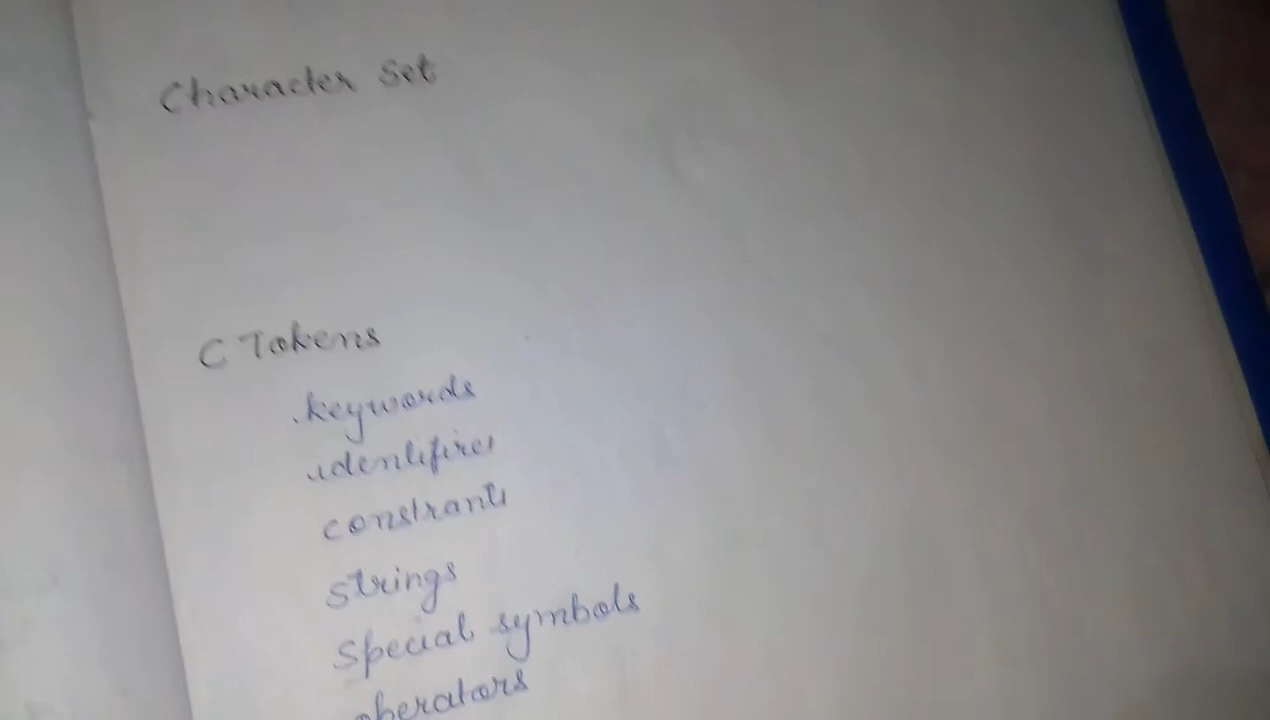 Character Set
C Tokens
.keywords
.identifires
constrants
strings
special symbols
operators